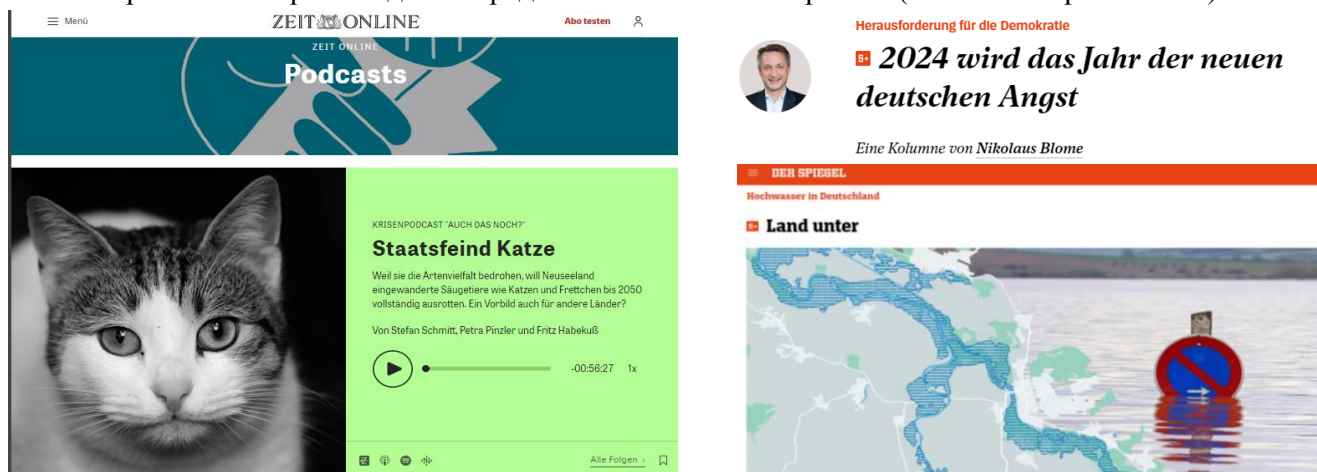 Menü
ZEIT ONLINE
Abo testen
ZEIT ONLINE
Podcasts
KRISENPODCAST "AUCH DAS NOCH?"
Staatsfeind Katze
Weil sie die Artenvielfalt bedrohen, will Neuseeland
eingewanderte Säugetiere wie Katzen und Frettchen bis 2050
vollständig ausrotten. Ein Vorbild auch für andere Länder?
Von Stefan Schmitt, Petra Pinzler und Fritz Habekuß
-00:56:27 1x
Alle Folgen ›
Herausforderung für die Demokratie
S+ 2024 wird das Jahr der neuen
deutschen Angst
Eine Kolumne von Nikolaus Blome
DER SPIEGEL
Hochwasser in Deutschland
S+ Land unter